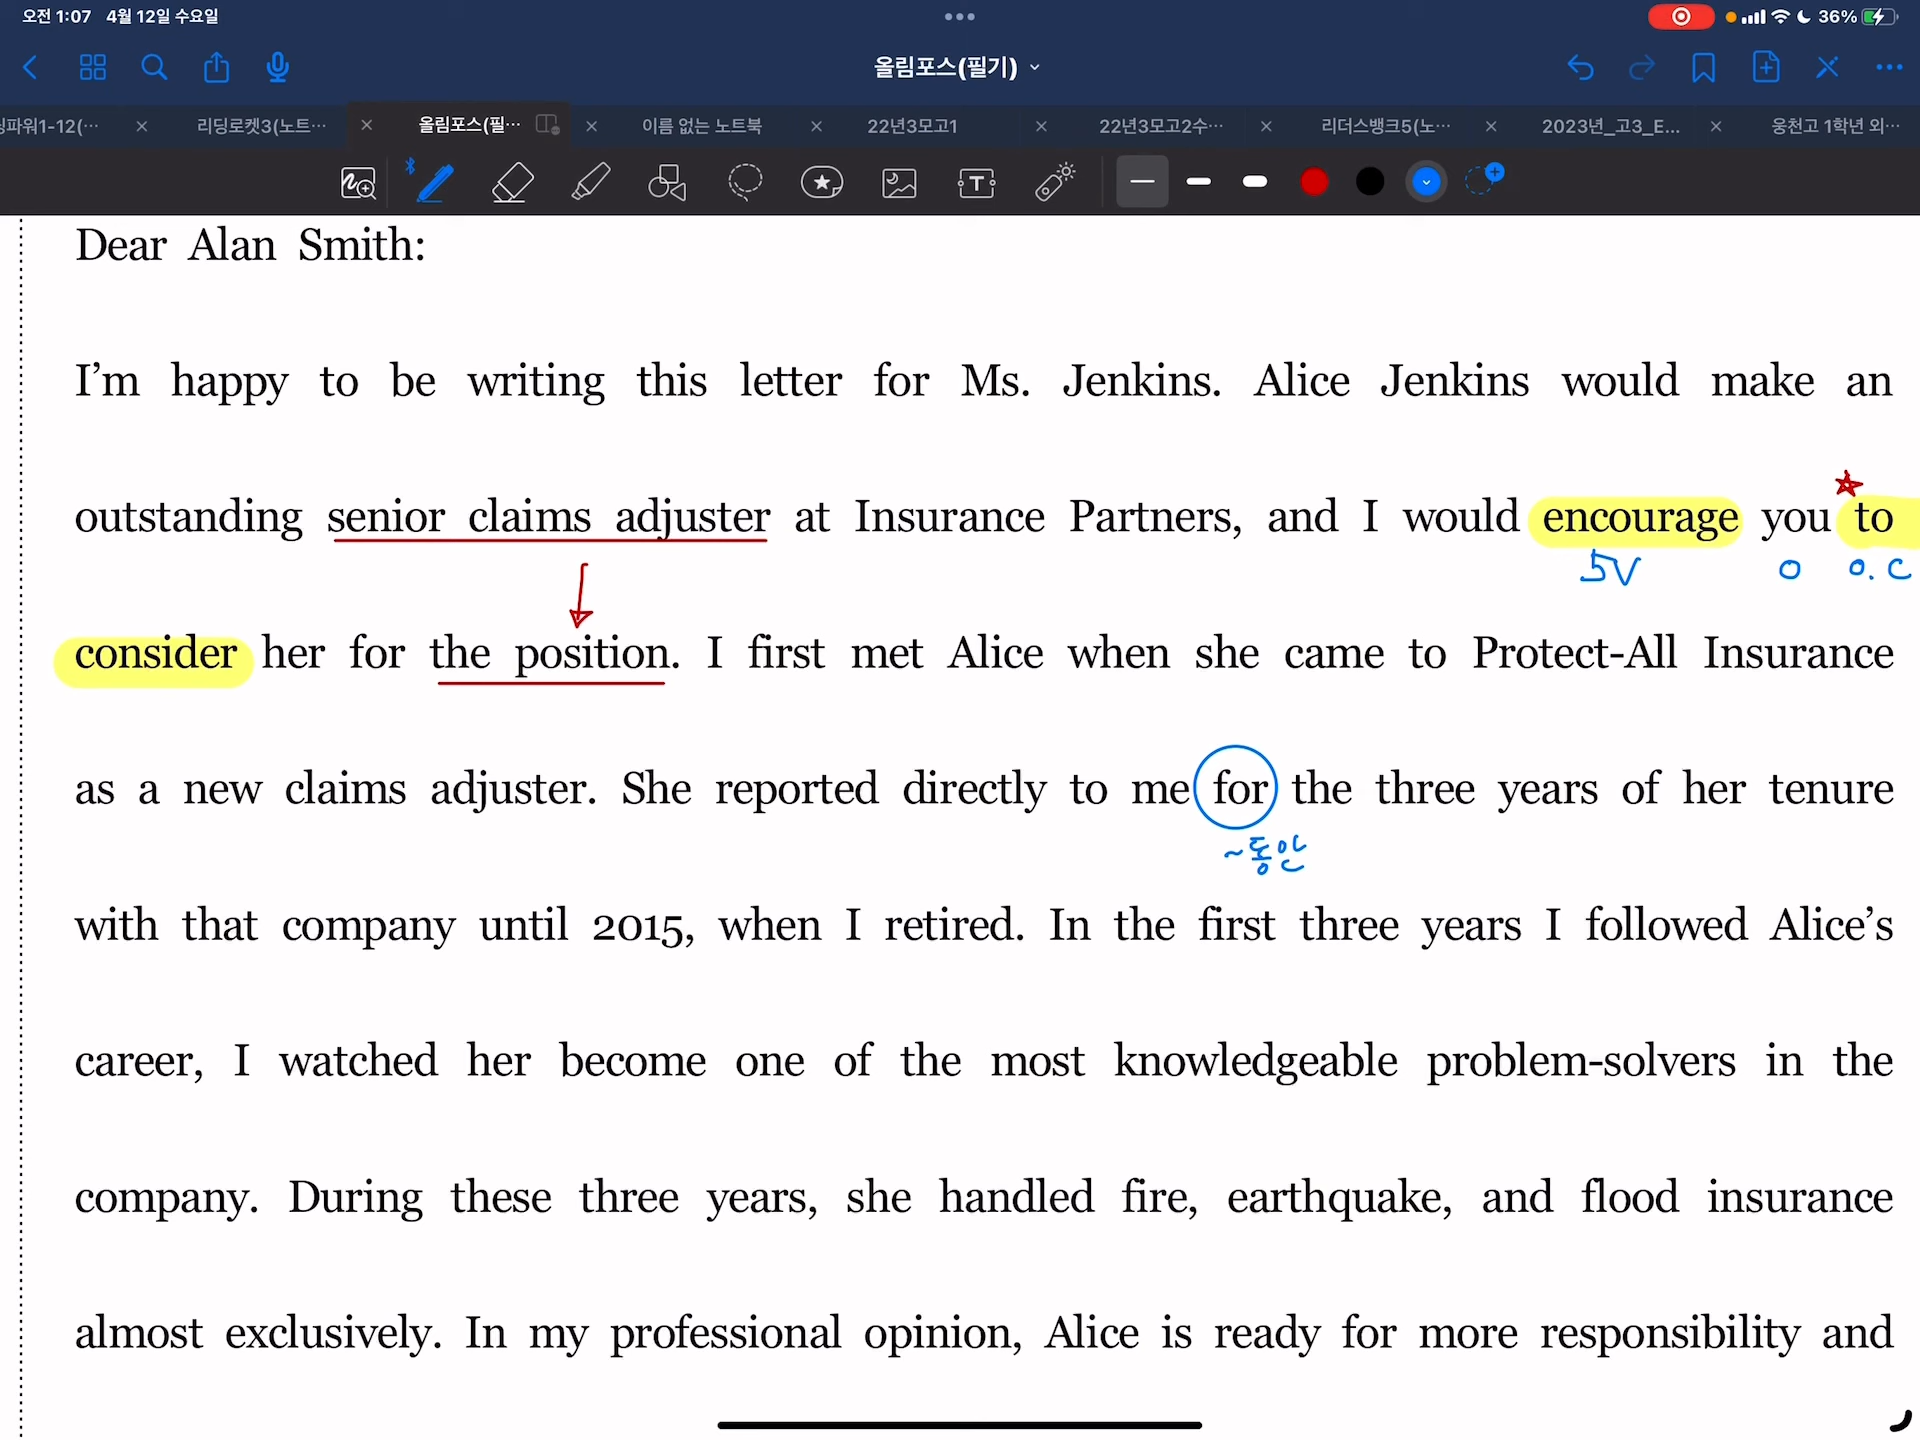 오전 1:07 4월 12일 수요일
36%
올림포스(필기)
링파워1-12(…
리딩로켓3(노트…
올림포스(필…
이름 없는 노트북
22년3모고1
22년3모고2수…
리더스뱅크5(노…
2023년_고3_E...
웅천고 1학년 외…
Dear Alan Smith:
I'm happy to be writing this letter for Ms. Jenkins. Alice Jenkins would make an
outstanding senior claims adjuster at Insurance Partners, and I would encourage you to
5V O O.C
consider her for the position. I first met Alice when she came to Protect-All Insurance
as a new claims adjuster. She reported directly to me for the three years of her tenure
~동안
with that company until 2015, when I retired. In the first three years I followed Alice's
career, I watched her become one of the most knowledgeable problem-solvers in the
company. During these three years, she handled fire, earthquake, and flood insurance
almost exclusively. In my professional opinion, Alice is ready for more responsibility and